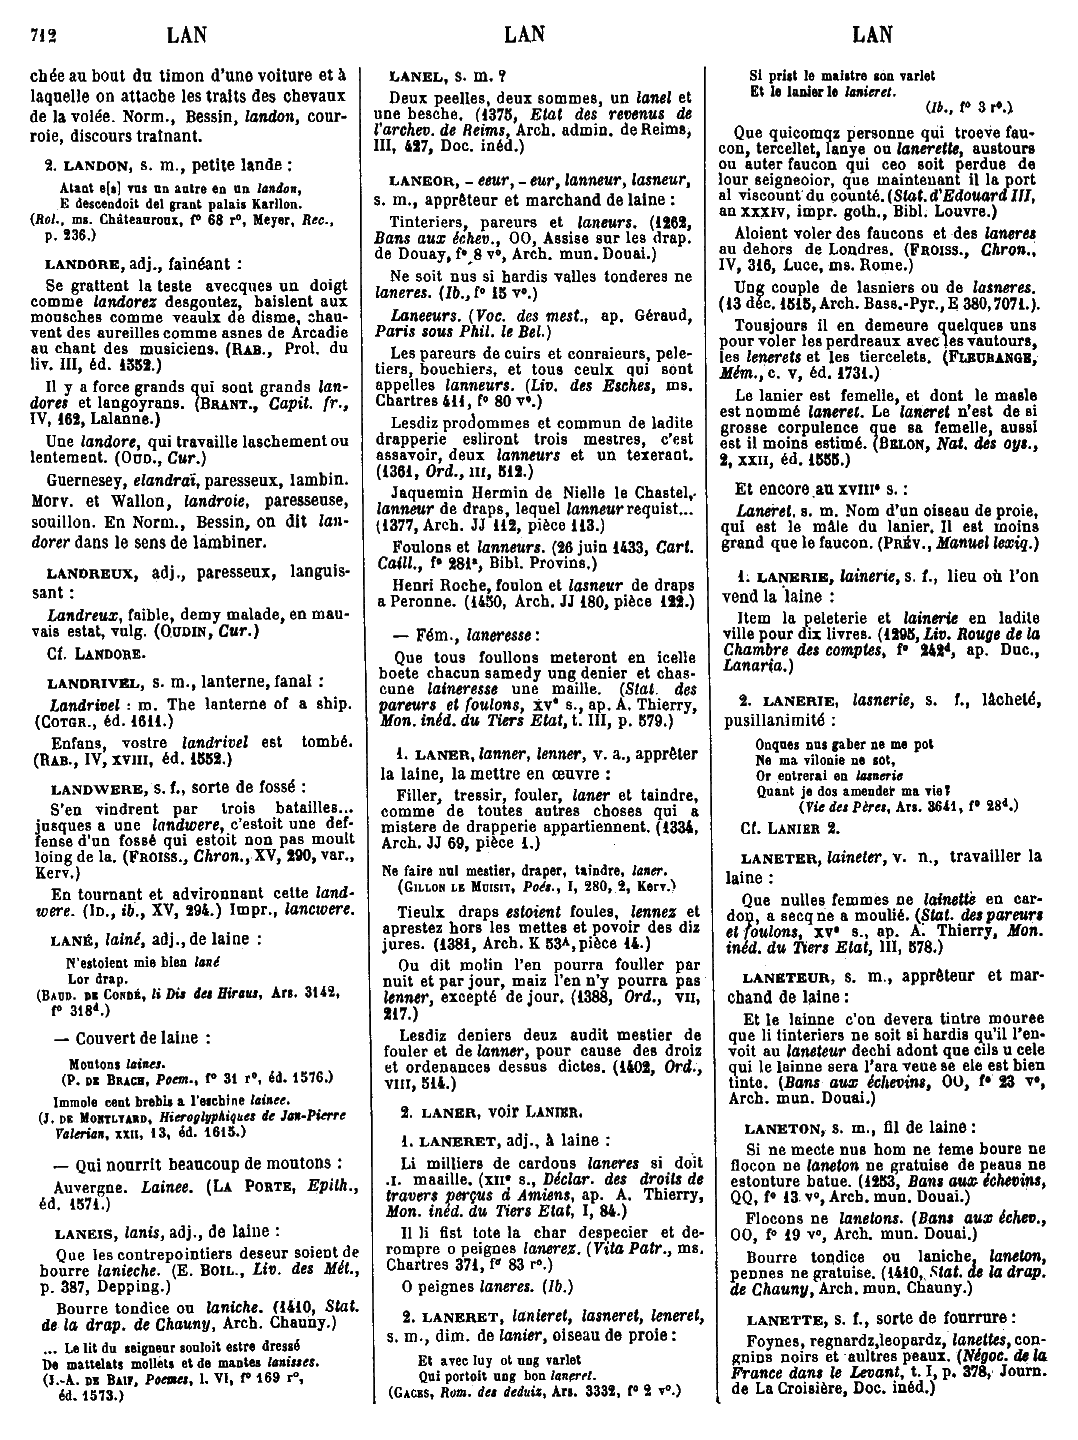 712 LAN LAN LAN
chée au bout du timon d'une voiture et à
laquelle on attache les traits des chevaux
de la volée. Norm., Bessin, landon, cour-
roie, discours traînant.
2. LANDON, s. m., petite lande :
Atant e[s] vus un autre en un landon,
E descendoit del grant palais Karllon.
(Rol., ms. Châteauroux, f° 68 r°, Meyer, Rec.,
p. 236.)
LANDORE, adj., fainéant :
Se grattent la teste avecques un doigt
comme landorez desgoutez, baislent aux
mousches comme veaulx de disme, chau-
vent des aureilles comme asnes de Arcadie
au chant des musiciens. (RAB., Prol. du
liv. III, éd. 1552.)
Il y a force grands qui sont grands lan-
dores et langoyrans. (BRANT., Capit. fr.,
IV, 162, Lalanne.)
Une landore, qui travaille laschement ou
lentement. (OUD., Cur.)
Guernesey, elandraï, paresseux, lambin.
Morv. et Wallon, landroie, paresseuse,
souillon. En Norm., Bessin, on dit lan-
dorer dans le sens de lambiner.
LANDREUX, adj., paresseux, languis-
sant :
Landreux, faible, demy malade, en mau-
vais estat, vulg. (OUDIN, Cur.)
Cf. LANDORE.
LANDRIVEL, s. m., lanterne, fanal :
Landrivel : m. The lanterne of a ship.
(COTGR., éd. 1611.)
Enfans, vostre landrivel est tombé.
(RAB., IV, XVIII, éd. 1552.)
LANDWERE, s. f., sorte de fossé :
S'en vindrent par trois batailles...
jusques a une landwere, c'estoit une def-
fense d'un fossé qui estoit non pas moult
loing de la. (FROISS., Chron., XV, 290, var.,
Kerv.)
En tournant et advironnant cette land-
were. (ID., ib., XV, 294.) Impr., lancwere.
LANÉ, lainé, adj., de laine :
N'estoient mie bien lané
Lor drap.
(BAUD. DE CONDÉ, li Dis des Hiraus, Ars. 3142,
f° 318d.)
— Couvert de laine :
Moutons laines.
(P. DE BRACH, Poem., f° 31 r°, éd. 1576.)
Immole cent brebis a l'eschine lainee.
(J. DE MONTLYARD, Hieroglyphiques de Jan-Pierre
Valerian, XXII, 13, éd. 1615.)
— Qui nourrit beaucoup de moutons :
Auvergne. Lainee. (LA PORTE, Epith.,
éd. 1571.)
LANEIS, lanis, adj., de laine :
Que les contrepointiers deseur soient de
bourre lanieche. (E. BOIL., Liv. des Mét.,
p. 387, Depping.)
Bourre tondice ou laniche. (1410, Stat.
de la drap. de Chauny, Arch. Chauny.)
... Le lit du seigneur souloit estre dressé
De mattelats mollets et de mantes lanisses.
(J.-A. DE BAIF, Poemes, l. VI, f° 169 r°,
éd. 1573.)
LANEL, s. m. ?
Deux peelles, deux sommes, un lanel et
une besche. (1375, Etat des revenus de
l'archev. de Reims, Arch. admin. de Reims,
III, 427, Doc. inéd.)
LANEOR, - eeur, - eur, lanneur, lasneur,
s. m., apprêteur et marchand de laine :
Tinteriers, pareurs et laneurs. (1262,
Bans aux échev., OO, Assise sur les drap.
de Douay, f° 8 v°, Arch. mun. Douai.)
Ne soit nus si hardis valles tonderes ne
laneres. (Ib., f° 15 v°.)
Laneeurs. (Voc. des mest., ap. Géraud,
Paris sous Phil. le Bel.)
Les pareurs de cuirs et conraieurs, pele-
tiers, bouchiers, et tous ceulx qui sont
appelles lanneurs. (Liv. des Esches, ms.
Chartres 411, f° 80 v°.)
Lesdiz prodommes et commun de ladite
drapperie esliront trois mestres, c'est
assavoir, deux lanneurs et un texerant.
(1361, Ord., III, 512.)
Jaquemin Hermin de Nielle le Chastel,
lanneur de draps, lequel lanneur requist...
(1377, Arch. JJ 112, pièce 113.)
Foulons et lanneurs. (26 juin 1433, Cart.
Caill., f° 281a, Bibl. Provins.)
Henri Roche, foulon et lasneur de draps
a Peronne. (1450, Arch. JJ 180, pièce 122.)
— Fém., laneresse :
Que tous foullons meteront en icelle
boete chacun samedy ung denier et chas-
cune laineresse une maille. (Stat. des
pareurs et foulons, XVe s., ap. A. Thierry,
Mon. inéd. du Tiers Etat, t. III, p. 579.)
1. LANER, lanner, lenner, v. a., apprêter
la laine, la mettre en œuvre :
Filler, tressir, fouler, laner et taindre,
comme de toutes autres choses qui a
mistere de drapperie appartiennent. (1334,
Arch. JJ 69, pièce 1.)
Ne faire nul mestier, draper, taindre, laner.
(GILLON LE MUISIT, Poés., I, 280, 2, Kerv.)
Tieulx draps estoient foules, lennez et
aprestez hors les mettes et povoir des diz
jures. (1381, Arch. K 53A, pièce 14.)
Ou dit molin l'en pourra fouller par
nuit et par jour, maiz l'en n'y pourra pas
lenner, excepté de jour. (1388, Ord., VII,
217.)
Lesdiz deniers deuz audit mestier de
fouler et de lanner, pour cause des droiz
et ordenances dessus dictes. (1402, Ord.,
VIII, 514.)
2. LANER, voir LANIER.
1. LANERET, adj., à laine :
Li milliers de cardons laneres si doit
.I. maaille. (XIIe s., Déclar. des droits de
travers perçus à Amiens, ap. A. Thierry,
Mon. inéd. du Tiers Etat, I, 84.)
Il li fist tote la char despecier et de-
rompre o peignes lanerez. (Vita Patr., ms.
Chartres 371, f° 83 r°.)
O peignes laneres. (Ib.)
2. LANERET, lanieret, lasneret, leneret,
s. m., dim. de lanier, oiseau de proie :
Et avec luy ot ung varlet
Qui portoit ung bon laneret.
(GACES, Rom. des deduiz, Ars. 3332, f° 2 v°.)
Si prist le maistre son varlet
Et le lanier le lanieret.
(Ib., f° 3 r°.)
Que quicomqz personne qui troeve fau-
con, tercellet, lanye ou lanerette, austours
ou auter faucon qui ceo soit perdue de
lour seigneoior, que maintenant il la port
al viscount du counté. (Stat. d'Edouard III,
an XXXIV, impr. goth., Bibl. Louvre.)
Aloient voler des faucons et des laneres
au dehors de Londres. (FROISS., Chron.,
IV, 316, Luce, ms. Rome.)
Ung couple de lasniers ou de lasneres.
(13 déc. 1515, Arch. Bass.-Pyr., E 380, 7071.).
Tousjours il en demeure quelques uns
pour voler les perdreaux avec les vautours,
les lenerets et les tiercelets. (FLEURANGE,
Mém., c. V, éd. 1731.)
Le lanier est femelle, et dont le masle
est nommé laneret. Le laneret n'est de si
grosse corpulence que sa femelle, aussi
est il moins estimé. (BELON, Nat. des oys.,
2, XXII, éd. 1555.)
Et encore au XVIIIe s. :
Laneret. s. m. Nom d'un oiseau de proie,
qui est le mâle du lanier. Il est moins
grand que le faucon. (PRÉV., Manuel lexiq.)
1. LANERIE, lainerie, s. f., lieu où l'on
vend la laine :
Item la peleterie et lainerie en ladite
ville pour dix livres. (1295, Liv. Rouge de la
Chambre des comptes, f° 242d, ap. Duc.,
Lanaria.)
2. LANERIE, lasnerie, s. f., lâcheté,
pusillanimité :
Onques nus gaber ne me pot
Ne ma vilonie ne sot,
Or entrerai en lasnerie
Quant je dos amender ma vie ?
(Vie des Pères, Ars. 3641, f° 28d.)
Cf. LANIER 2.
LANETER, laineter, v. n., travailler la
laine :
Que nulles femmes ne lainette en car-
don, a secq ne a moulié. (Stat. des pareurs
et foulons, XVe s., ap. A. Thierry, Mon.
inéd. du Tiers Etat, III, 578.)
LANETEUR, s. m., apprêteur et mar-
chand de laine :
Et le lainne c'on devera tintre mouree
que li tinteriers ne soit si hardis qu'il l'en-
voit au laneteur dechi adont que cils u cele
qui le lainne sera l'ara veue se ele est bien
tinte. (Bans aux échevins, OO, f° 23 v°,
Arch. mun. Douai.)
LANETON, s. m., fil de laine :
Si ne mecte nus hom ne feme boure ne
flocon ne laneton ne gratuise de peaus ne
estonture batue. (1253, Bans aux échevins,
QQ, f° 13 v°, Arch. mun. Douai.)
Flocons ne lanetons. (Bans aux échev.,
OO, f° 19 v°, Arch. mun. Douai.)
Bourre tondice ou laniche, laneton,
pennes ne gratuise. (1410, Stat. de la drap.
de Chauny, Arch. mun. Chauny.)
LANETTE, s. f., sorte de fourrure :
Foynes, regnardz, leopardz, lanettes, con-
gnins noirs et aultres peaux. (Négoc. de la
France dans le Levant, t. I, p. 378, Journ.
de La Croisière, Doc. inéd.)